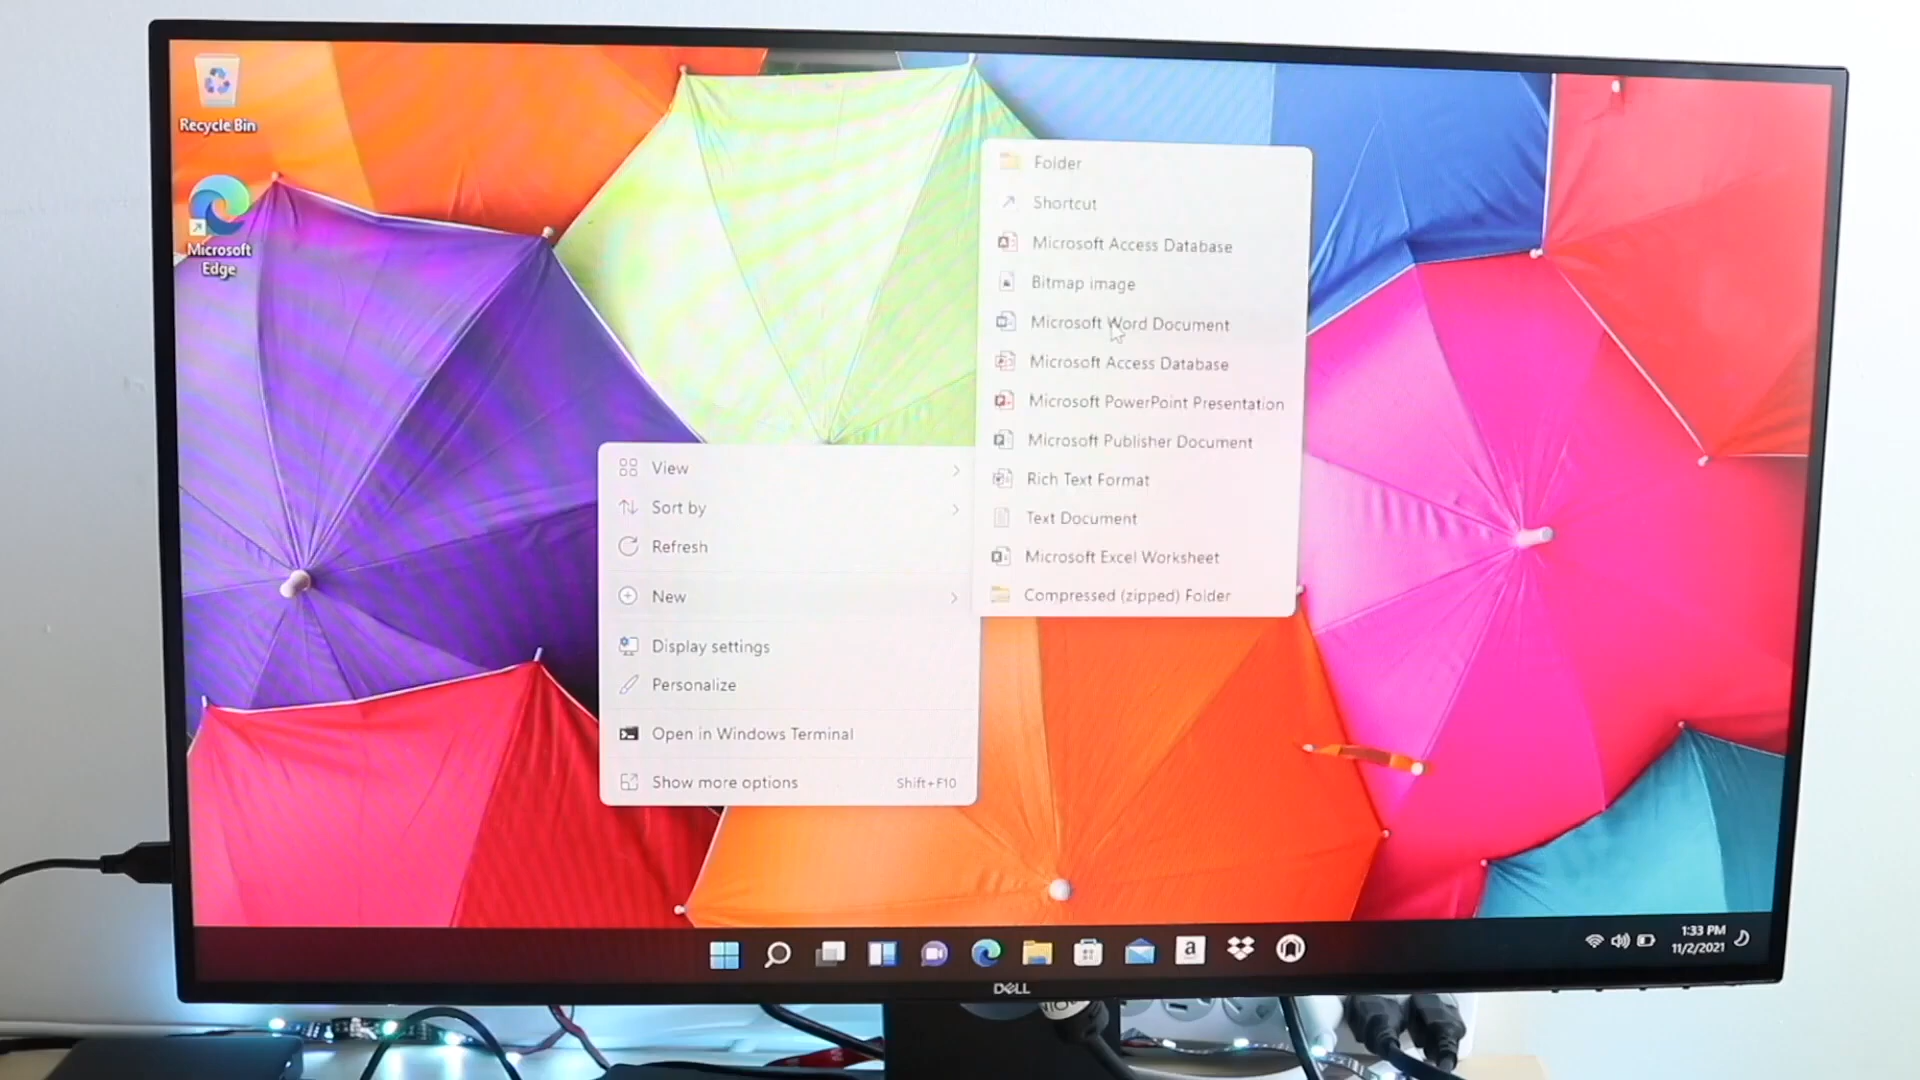 Recycle Bin
Microsoft
Edge
Folder
Shortcut
Microsoft Access Database
Bitmap image
Microsoft Word Document
Microsoft Access Database
Microsoft PowerPoint Presentation
Microsoft Publisher Document
Rich Text Format
Text Document
Microsoft Excel Worksheet
Compressed (zipped) Folder
View
Sort by
Refresh
New
Display settings
Personalize
Open in Windows Terminal
Show more options Shift+F10
a
1:33 PM
11/2/2021
DELL